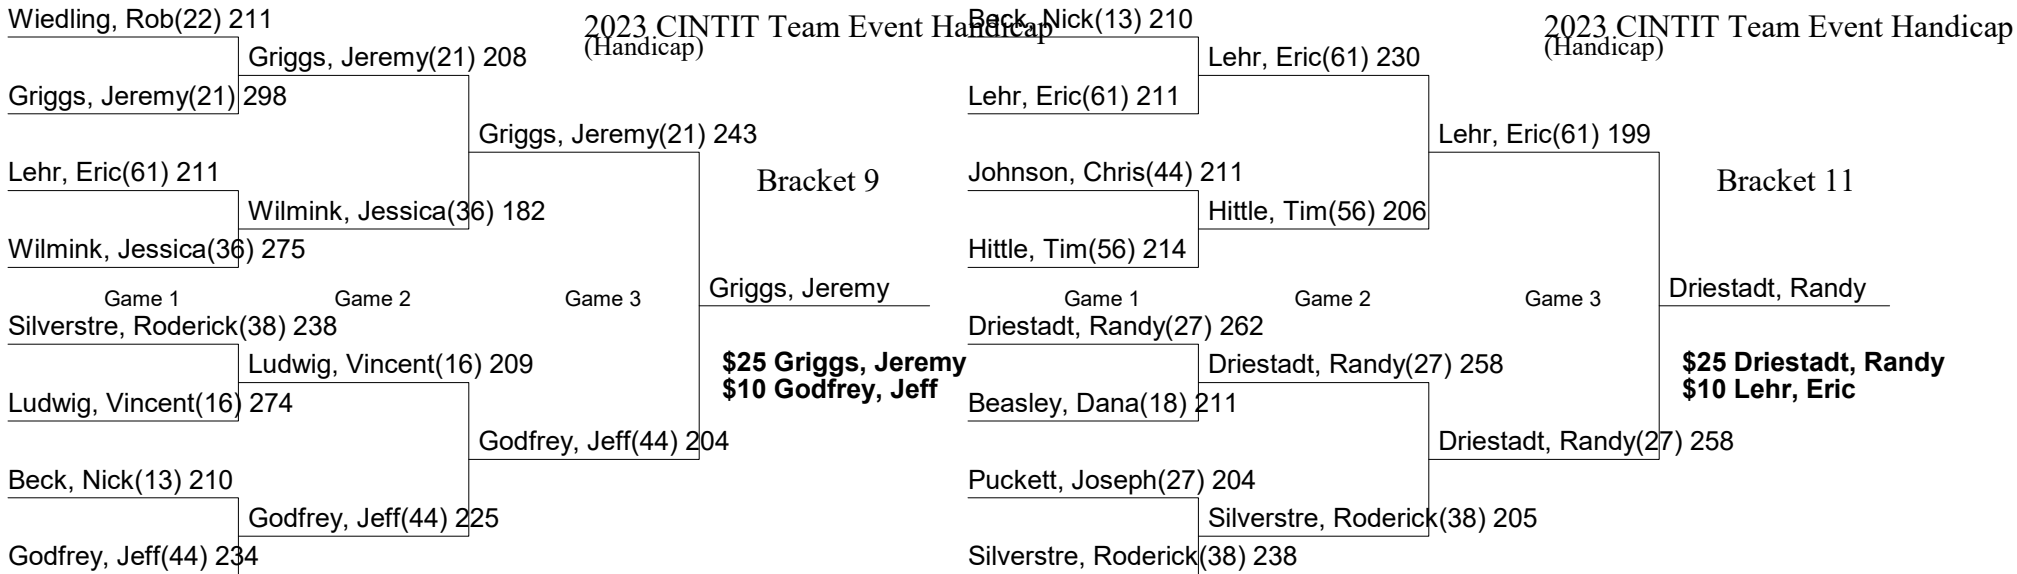 Wiedling, Rob(22) 211
2023 CINTIT Team Event Handicap
(Handicap)
Griggs, Jeremy(21) 208
Griggs, Jeremy(21) 298
Griggs, Jeremy(21) 243
Lehr, Eric(61) 211
Bracket 9
Wilmink, Jessica(36) 182
Wilmink, Jessica(36) 275
Game 1
Game 2
Game 3
Griggs, Jeremy
Silverstre, Roderick(38) 238
Ludwig, Vincent(16) 209
$25 Griggs, Jeremy
$10 Godfrey, Jeff
Ludwig, Vincent(16) 274
Godfrey, Jeff(44) 204
Beck, Nick(13) 210
Godfrey, Jeff(44) 225
Godfrey, Jeff(44) 234
Beck, Nick(13) 210
2023 CINTIT Team Event Handicap
(Handicap)
Lehr, Eric(61) 230
Lehr, Eric(61) 211
Lehr, Eric(61) 199
Johnson, Chris(44) 211
Bracket 11
Hittle, Tim(56) 206
Hittle, Tim(56) 214
Game 1
Game 2
Game 3
Driestadt, Randy
Driestadt, Randy(27) 262
Driestadt, Randy(27) 258
$25 Driestadt, Randy
$10 Lehr, Eric
Beasley, Dana(18) 211
Driestadt, Randy(27) 258
Puckett, Joseph(27) 204
Silverstre, Roderick(38) 205
Silverstre, Roderick(38) 238